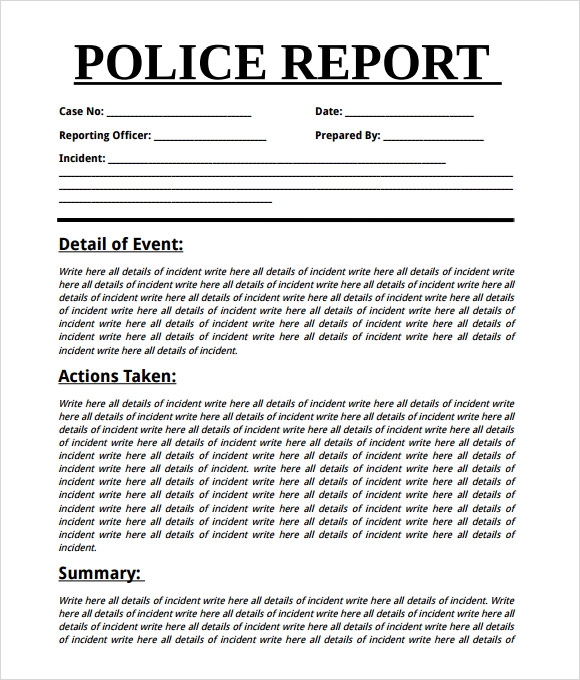 POLICE REPORT
Case No: ________________________________ Date: ____________________________
Reporting Officer: _________________________ Prepared By: ______________________
Incident: ___________________________________________________________________________
_____________________________________________________________________________________________________
_____________________________________________________________________________________________________
_______________________________________________
Detail of Event:
Write here all details of incident write here all details of incident write here all details of incident write
here all details of incident write here all details of incident write here all details of incident write here all
details of incident write here all details of incident write here all details of incident write here all details
of incident write here all details of incident write here all details of incident write here all details of
incident write here all details of incident write here all details of incident write here all details of
incident write here all details of incident.
Actions Taken:
Write here all details of incident write here all details of incident write here all details of incident write
here all details of incident write here all details of incident write here all details of incident write here all
details of incident write here all details of incident write here all details of incident write here all details
of incident write here all details of incident write here all details of incident write here all details of
incident write here all details of incident write here all details of incident write here all details of
incident write here all details of incident. write here all details of incident write here all details of
incident write here all details of incident write here all details of incident write here all details of
incident write here all details of incident write here all details of incident write here all details of
incident write here all details of incident write here all details of incident write here all details of
incident write here all details of incident write here all details of incident write here all details of
incident write here all details of incident write here all details of incident write here all details of
incident.
Summary:
Write here all details of incident write here all details of incident write here all details of incident. Write
here all details of incident write here all details of incident write here all details of incident write here all
details of incident write here all details of incident write here all details of incident write here all details
of incident write here all details of incident write here all details of incident write here all details of